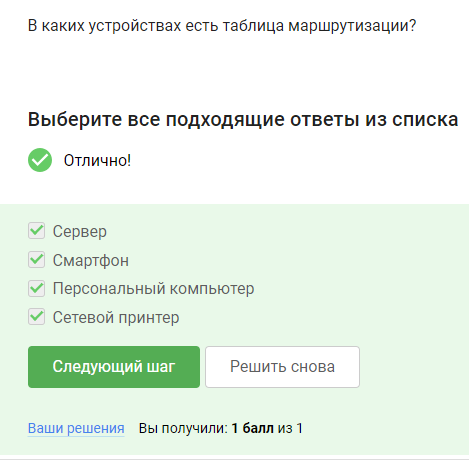 В каких устройствах есть таблица маршрутизации?
Выберите все подходящие ответы из списка
Отлично!
Сервер
Смартфон
Персональный компьютер
Сетевой принтер
Следующий шаг Решить снова
Ваши решения Вы получили: 1 балл из 1